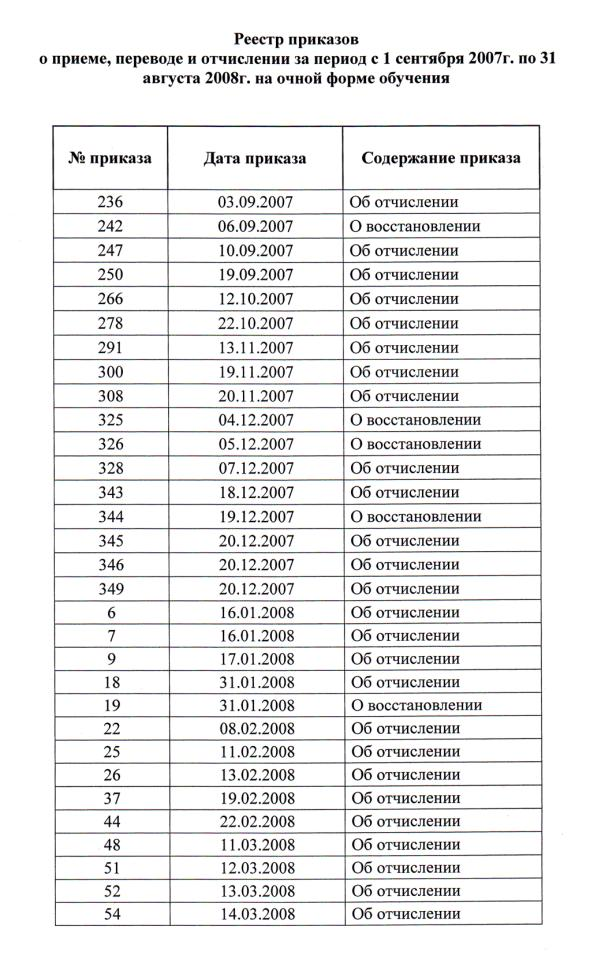 Реестр приказов
о приеме, переводе и отчислении за период с 1 сентября 2007г. по 31
августа 2008г. на очной форме обучения
№ приказа Дата приказа Содержание приказа
236 03.09.2007 Об отчислении
242 06.09.2007 О восстановлении
247 10.09.2007 Об отчислении
250 19.09.2007 Об отчислении
266 12.10.2007 Об отчислении
278 22.10.2007 Об отчислении
291 13.11.2007 Об отчислении
300 19.11.2007 Об отчислении
308 20.11.2007 Об отчислении
325 04.12.2007 О восстановлении
326 05.12.2007 О восстановлении
328 07.12.2007 Об отчислении
343 18.12.2007 Об отчислении
344 19.12.2007 О восстановлении
345 20.12.2007 Об отчислении
346 20.12.2007 Об отчислении
349 20.12.2007 Об отчислении
6 16.01.2008 Об отчислении
7 16.01.2008 Об отчислении
9 17.01.2008 Об отчислении
18 31.01.2008 Об отчислении
19 31.01.2008 О восстановлении
22 08.02.2008 Об отчислении
25 11.02.2008 Об отчислении
26 13.02.2008 Об отчислении
37 19.02.2008 Об отчислении
44 22.02.2008 Об отчислении
48 11.03.2008 Об отчислении
51 12.03.2008 Об отчислении
52 13.03.2008 Об отчислении
54 14.03.2008 Об отчислении